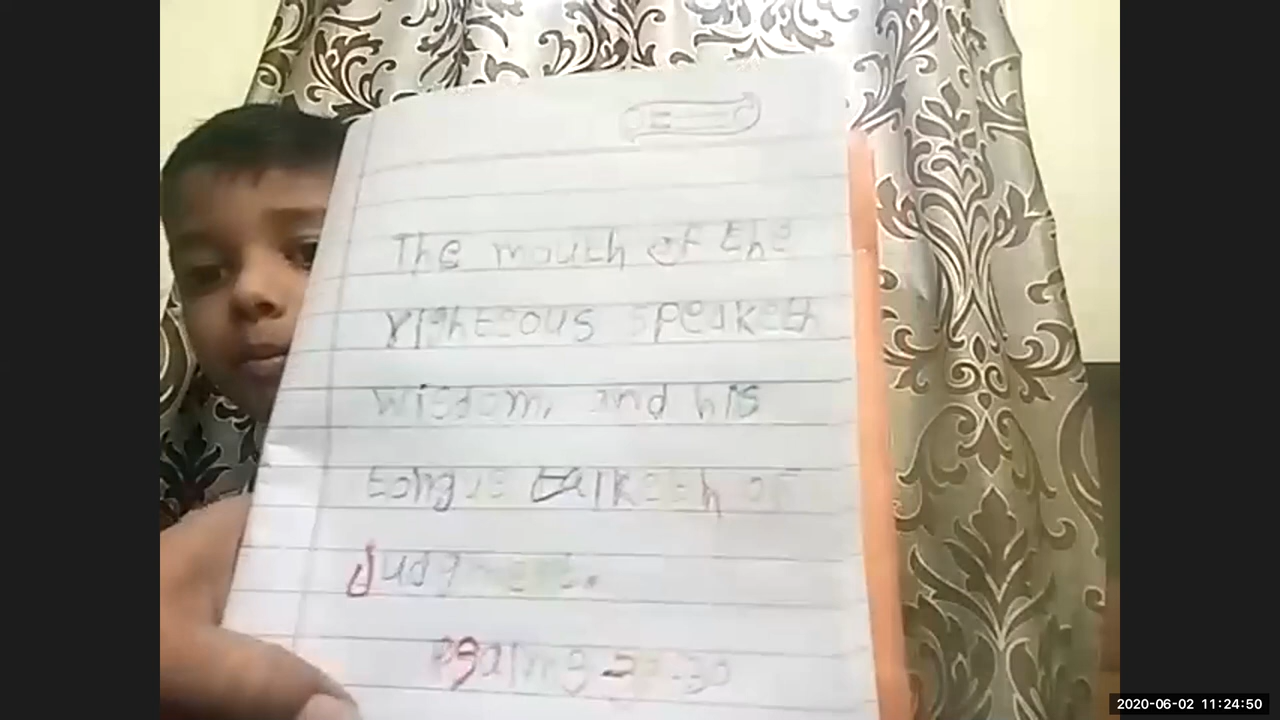 The mouth of the
righteous speaketh
wisdom, and his
tongue talketh of
Judgment.
Psalms
2020-06-02 11:24:50